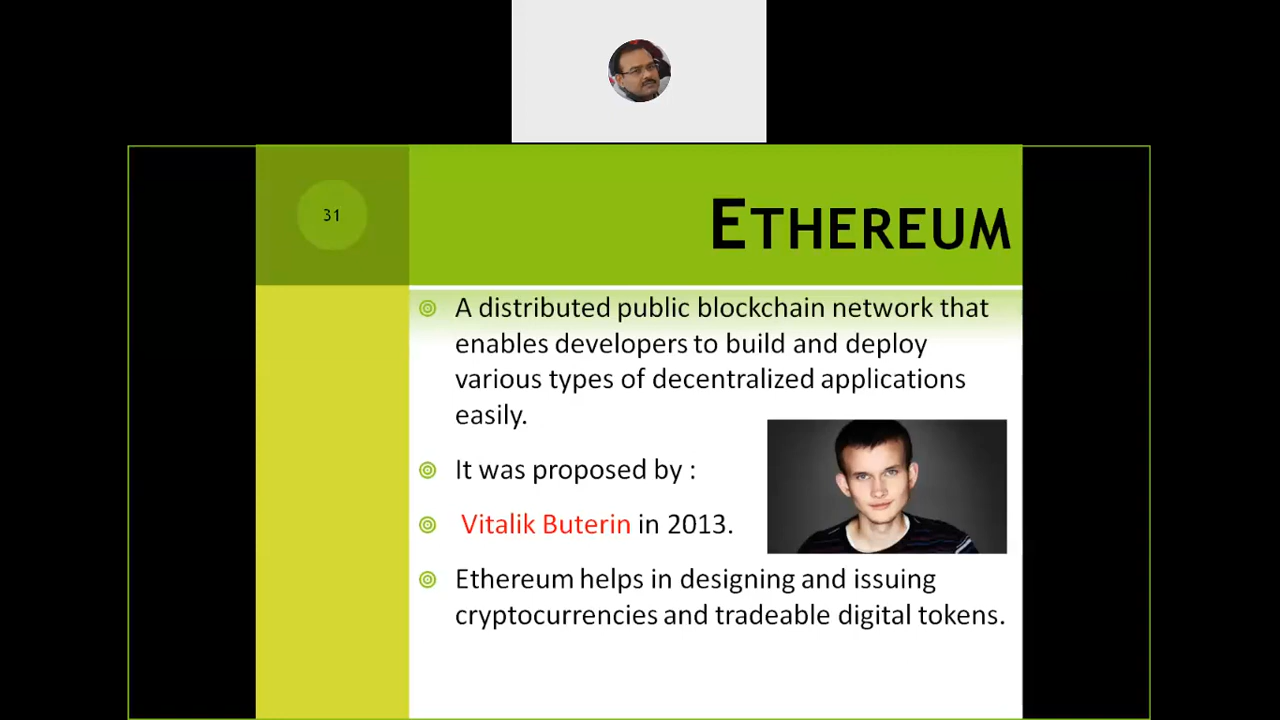 31
ETHEREUM
A distributed public blockchain network that
enables developers to build and deploy
various types of decentralized applications
easily.
It was proposed by :
Vitalik Buterin in 2013.
Ethereum helps in designing and issuing
cryptocurrencies and tradeable digital tokens.